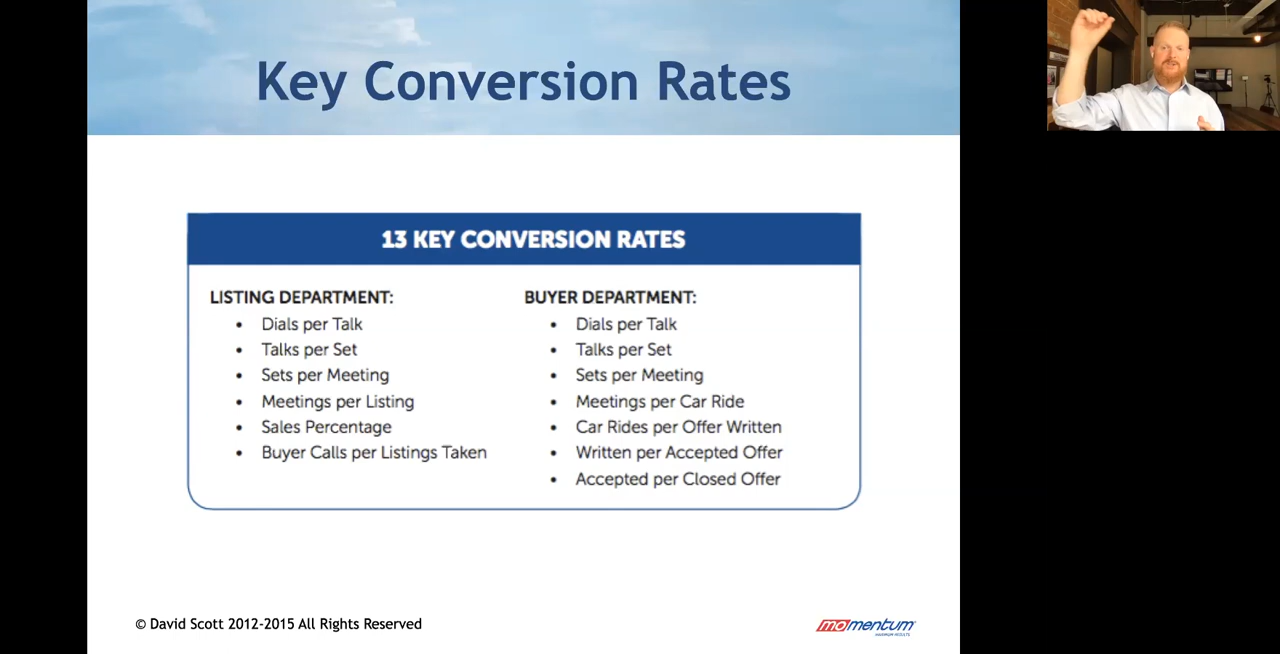 Key Conversion Rates
13 KEY CONVERSION RATES
LISTING DEPARTMENT:
• Dials per Talk
• Talks per Set
• Sets per Meeting
• Meetings per Listing
• Sales Percentage
• Buyer Calls per Listings Taken
BUYER DEPARTMENT:
• Dials per Talk
• Talks per Set
• Sets per Meeting
• Meetings per Car Ride
• Car Rides per Offer Written
• Written per Accepted Offer
• Accepted per Closed Offer
© David Scott 2012-2015 All Rights Reserved
momentum
MAXIMUM RESULTS